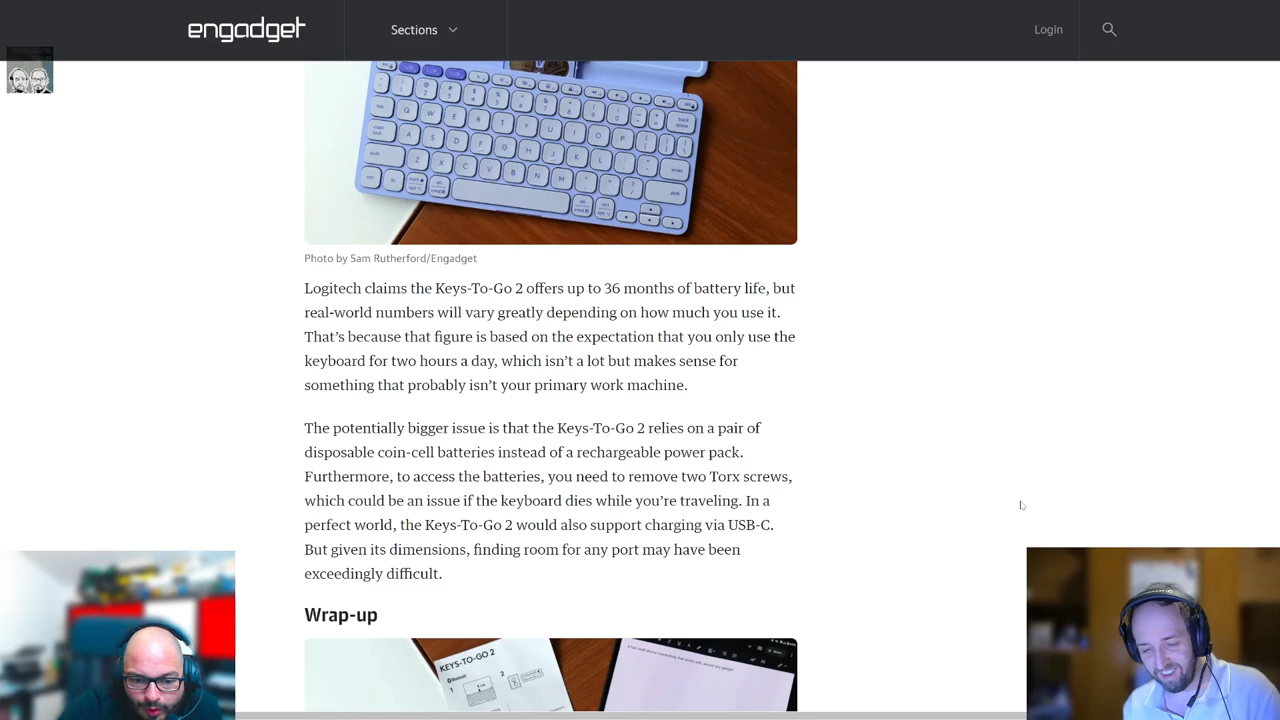 engadget
Sections
Login
Photo by Sam Rutherford/Engadget
Logitech claims the Keys-To-Go 2 offers up to 36 months of battery life, but
real-world numbers will vary greatly depending on how much you use it.
That’s because that figure is based on the expectation that you only use the
keyboard for two hours a day, which isn’t a lot but makes sense for
something that probably isn’t your primary work machine.
The potentially bigger issue is that the Keys-To-Go 2 relies on a pair of
disposable coin-cell batteries instead of a rechargeable power pack.
Furthermore, to access the batteries, you need to remove two Torx screws,
which could be an issue if the keyboard dies while you’re traveling. In a
perfect world, the Keys-To-Go 2 would also support charging via USB-C.
But given its dimensions, finding room for any port may have been
exceedingly difficult.
Wrap-up
KEYS-TO-GO 2